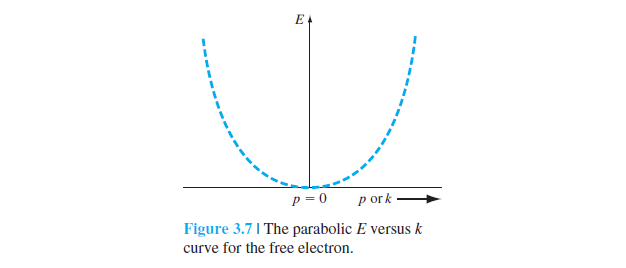 E
p = 0
p or k
Figure 3.7 | The parabolic E versus k
curve for the free electron.